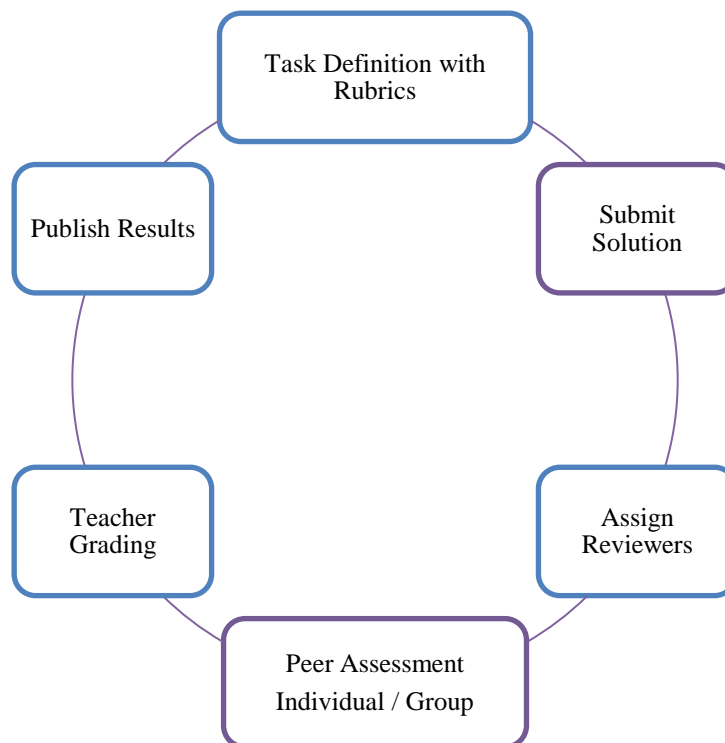 Task Definition with
Rubrics
Submit
Solution
Assign
Reviewers
Peer Assessment
Individual / Group
Teacher
Grading
Publish Results